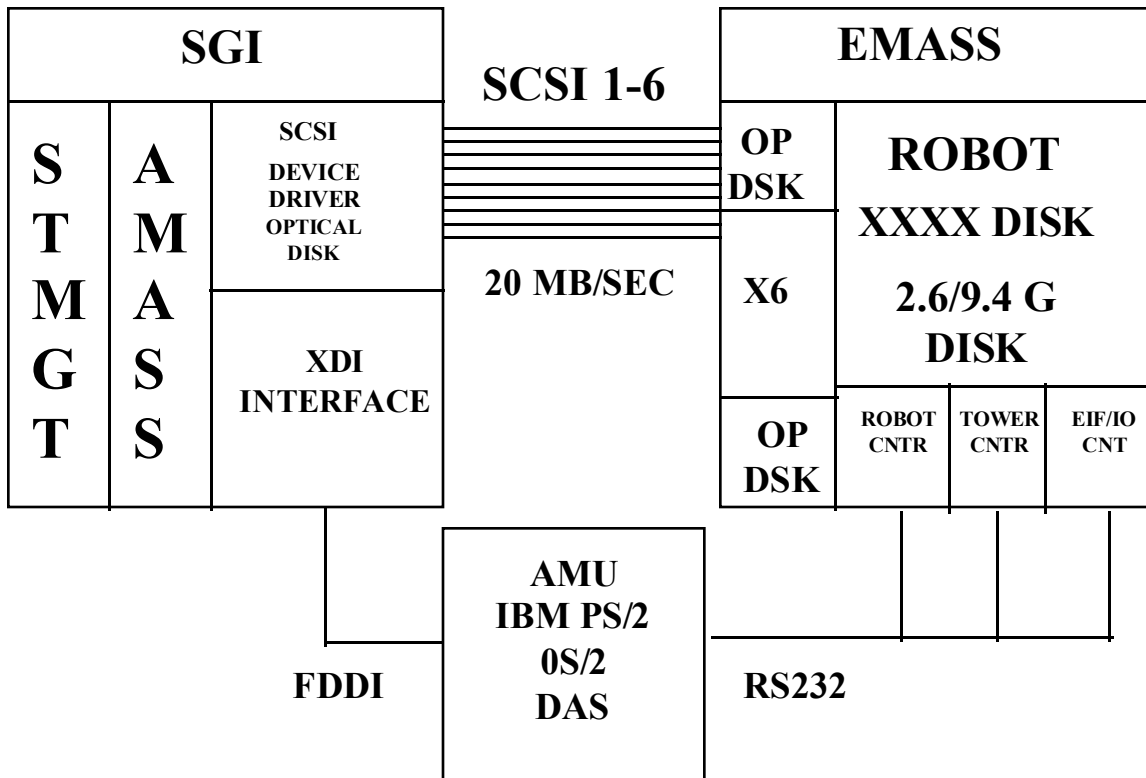 SGI
S
T
M
G
T
A
M
A
S
S
SCSI
DEVICE
DRIVER
OPTICAL
DISK
XDI
INTERFACE
SCSI 1-6
20 MB/SEC
EMASS
OP
DSK
X6
OP
DSK
ROBOT
XXXX DISK
2.6/9.4 G
DISK
ROBOT
CNTR
TOWER
CNTR
EIF/IO
CNT
AMU
IBM PS/2
0S/2
DAS
FDDI
RS232